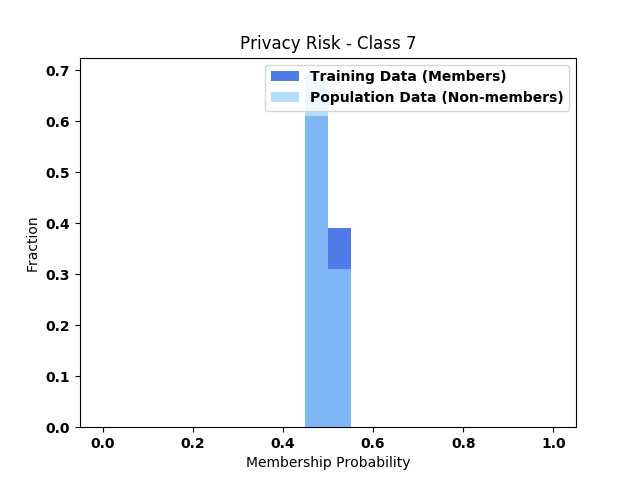 Privacy Risk - Class 7
Training Data (Members)
Population Data (Non-members)
0.7
0.6
0.5
0.4
0.3
0.2
0.1
0.0
Fraction
0.0 0.2 0.4 0.6 0.8 1.0
Membership Probability